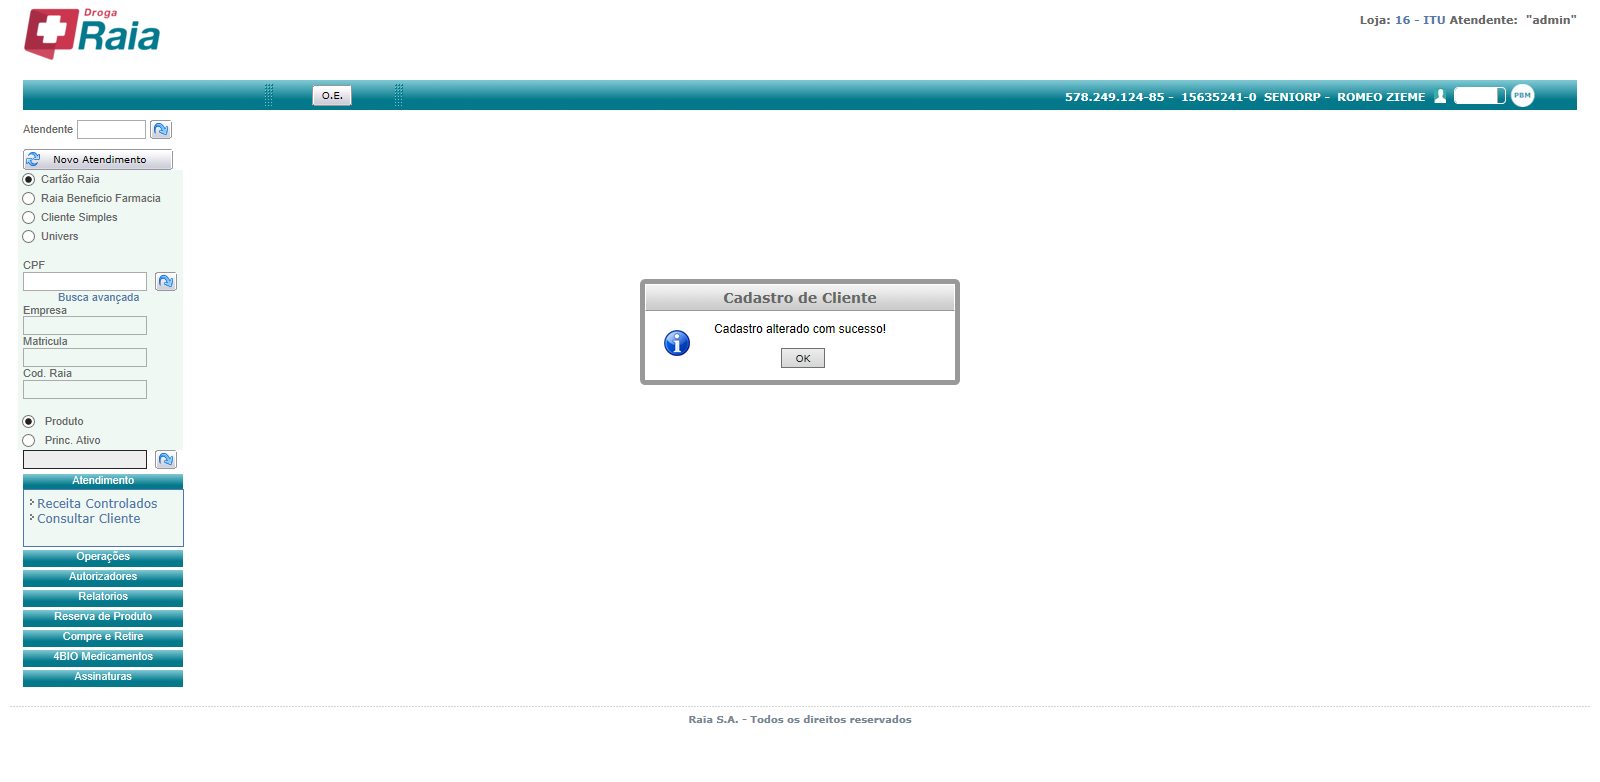 Droga
Raia
Loja: 16 - ITU Atendente: "admin"
O.E.
578.249.124-85 - 15635241-0 SENIORP - ROMEO ZIEME
PBM
Atendente
Novo Atendimento
Cartão Raia
Raia Beneficio Farmacia
Cliente Simples
Univers
CPF
Busca avançada
Empresa
Matricula
Cod. Raia
Produto
Princ. Ativo
Atendimento
Receita Controlados
Consultar Cliente
Operações
Autorizadores
Relatorios
Reserva de Produto
Compre e Retire
4BIO Medicamentos
Assinaturas
Cadastro de Cliente
Cadastro alterado com sucesso!
OK
Raia S.A. - Todos os direitos reservados